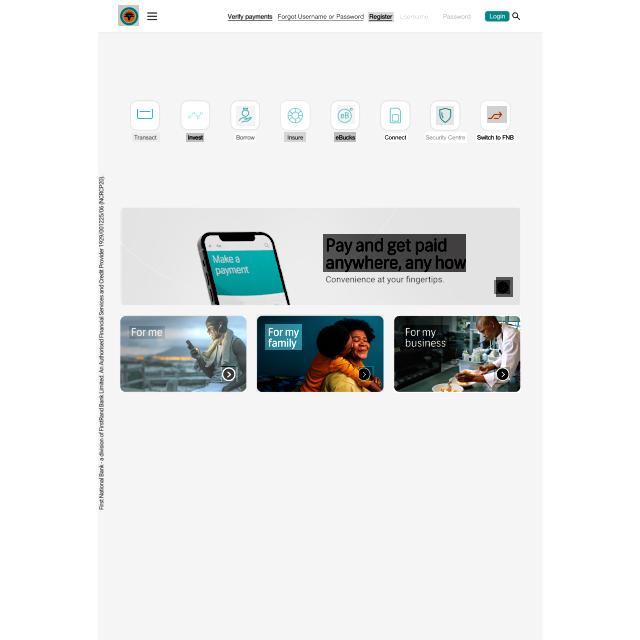 Verify payments Forgot Username or Password Register Username Password Login
Transact Invest Borrow Insure eBucks Connect Security Centre Switch to FNB
eB
Make a
payment
Pay and get paid
anywhere, any how
Convenience at your fingertips.
For me
For my
family
For my
business
First National Bank - a division of FirstRand Bank Limited. An Authorised Financial Services and Credit Provider 1929/001225/06 (NCRCP20).